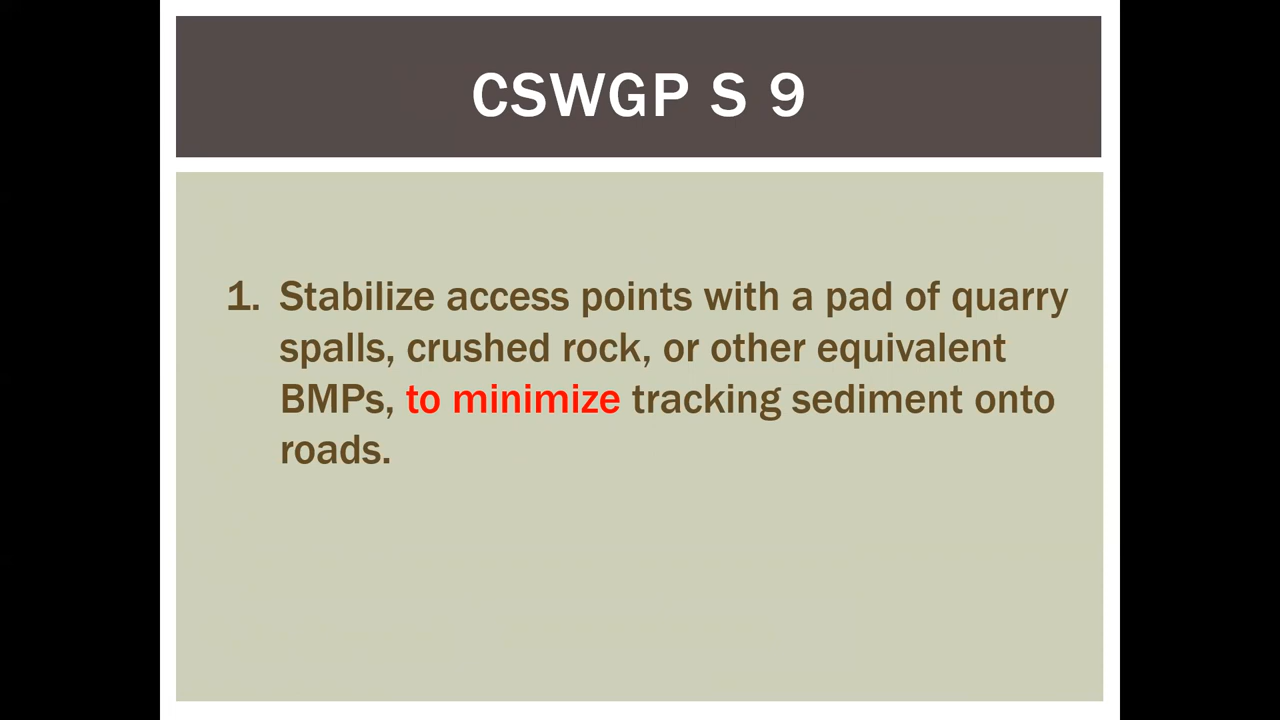 CSWGP S 9
1. Stabilize access points with a pad of quarry
spalls, crushed rock, or other equivalent
BMPs, to minimize tracking sediment onto
roads.